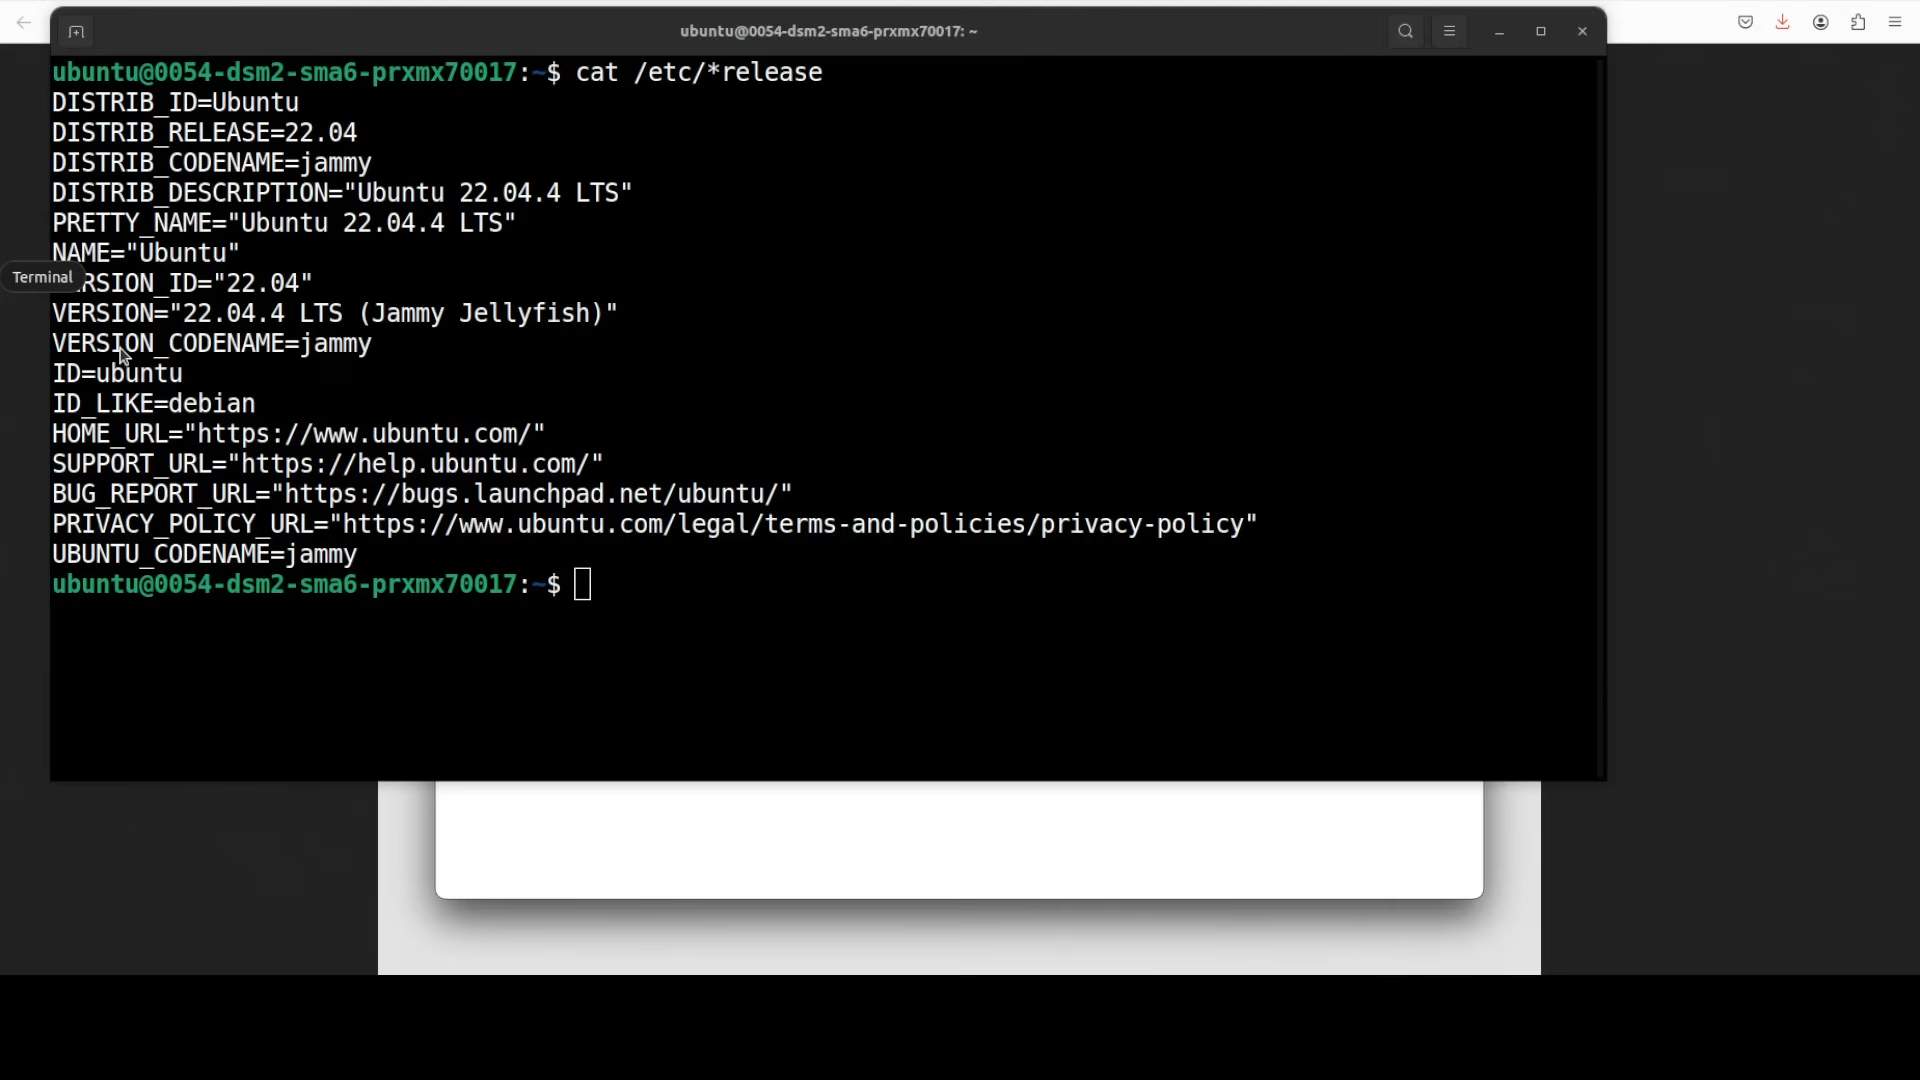 ubuntu@0054-dsm2-sma6-prxmx70017: ~
ubuntu@0054-dsm2-sma6-prxmx70017:~$ cat /etc/*release
DISTRIB_ID=Ubuntu
DISTRIB_RELEASE=22.04
DISTRIB_CODENAME=jammy
DISTRIB_DESCRIPTION="Ubuntu 22.04.4 LTS"
PRETTY_NAME="Ubuntu 22.04.4 LTS"
NAME="Ubuntu"
Terminal
RSION_ID="22.04"
VERSION="22.04.4 LTS (Jammy Jellyfish)"
VERSION_CODENAME=jammy
ID=ubuntu
ID_LIKE=debian
HOME_URL="https://www.ubuntu.com/"
SUPPORT_URL="https://help.ubuntu.com/"
BUG_REPORT_URL="https://bugs.launchpad.net/ubuntu/"
PRIVACY_POLICY_URL="https://www.ubuntu.com/legal/terms-and-policies/privacy-policy"
UBUNTU_CODENAME=jammy
ubuntu@0054-dsm2-sma6-prxmx70017:~$